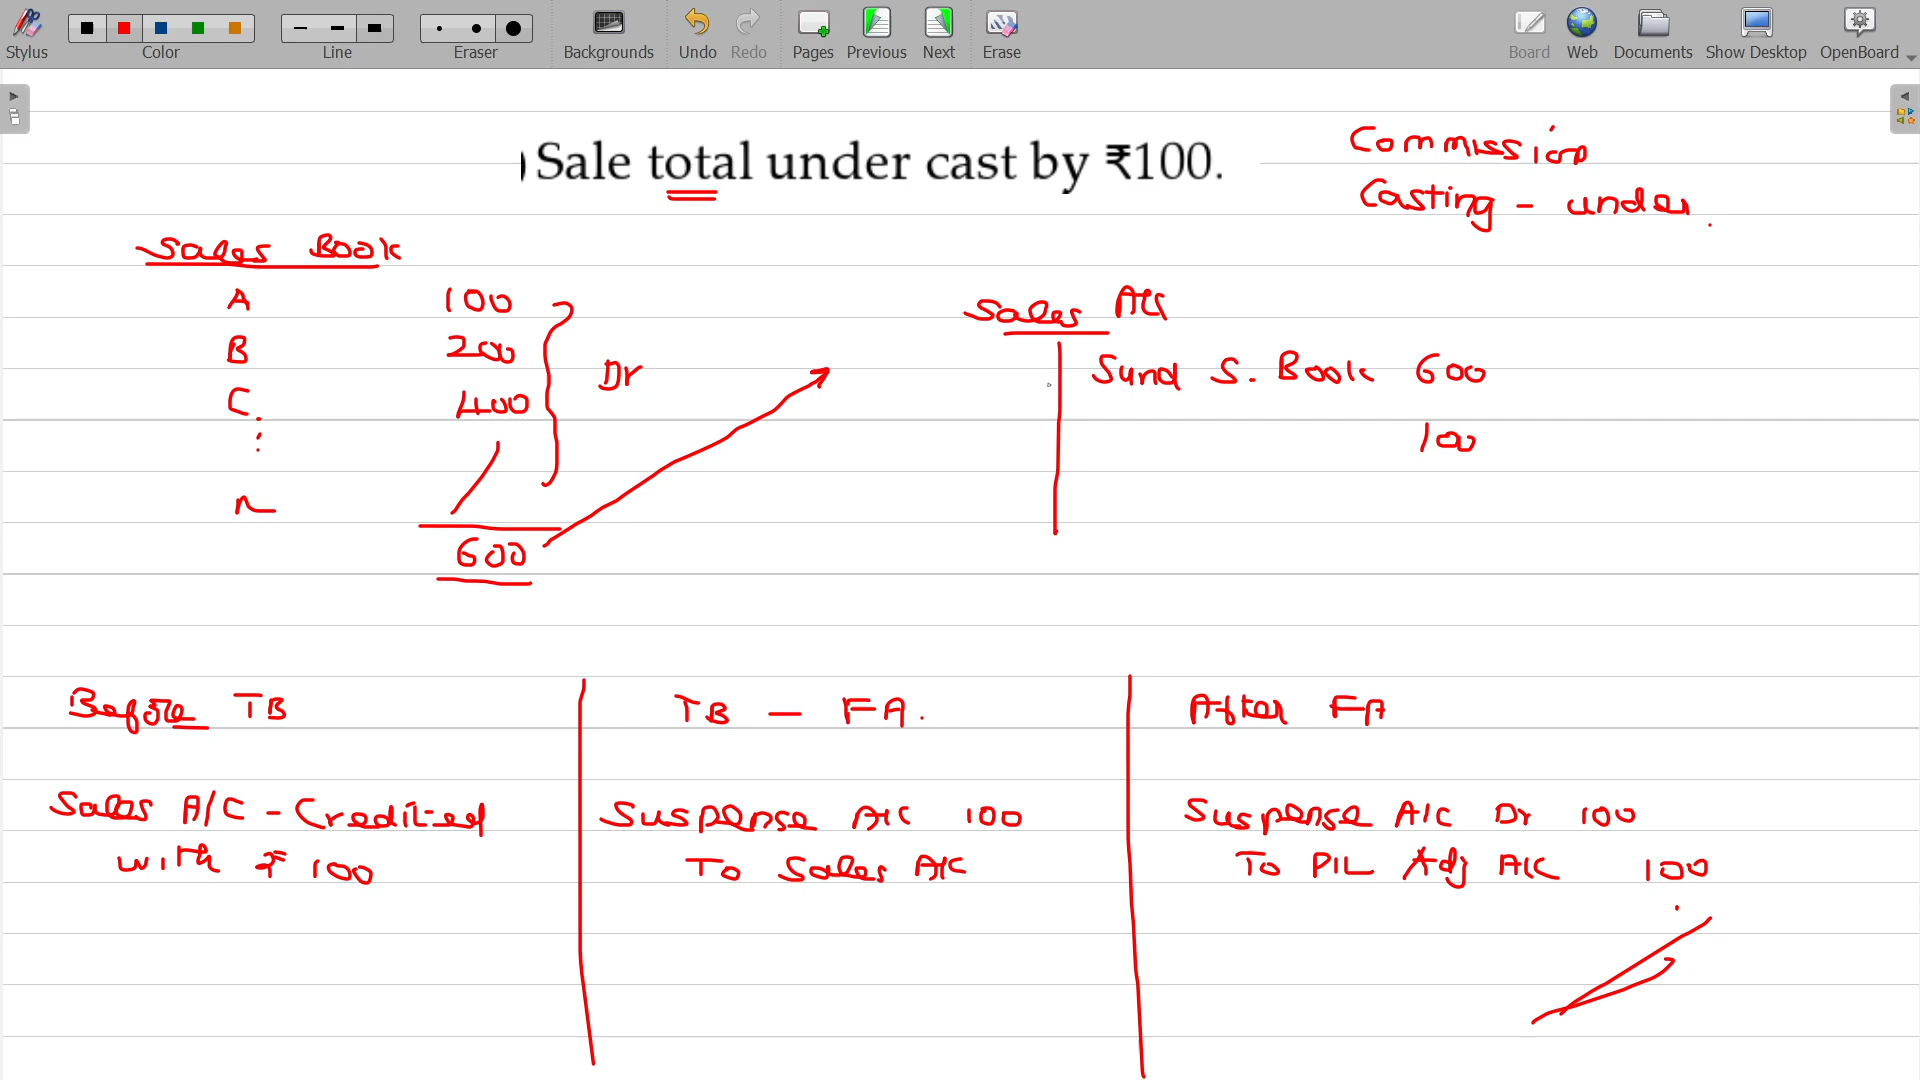 Stylus Color Line Eraser Backgrounds Undo Redo Pages Previous Next Erase Board Web Documents Show Desktop OpenBoard
) Sale total under cast by ₹100.
Commission
Casting - under
Sales Book
A 100
B 200
C 400
n
600
Dr
Sales A/c
Sund S. Book 600
100
Before TB
Sales A/C - Credited
with ₹ 100
TB - FA.
Suspense A/C 100
To Sales A/C
After FA
Suspense A/C Dr 100
To P/L Adj A/C 100